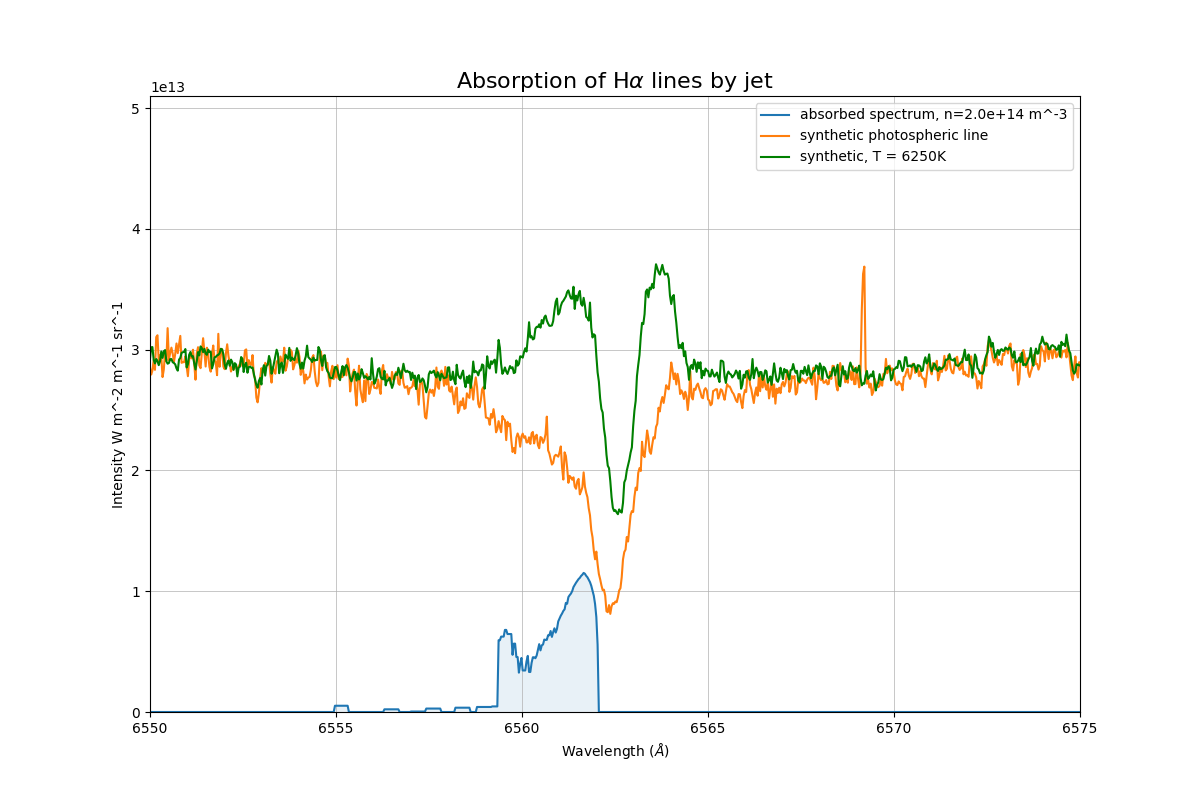 Absorption of Hα lines by jet
1e13
absorbed spectrum, n=2.0e+14 m^-3
synthetic photospheric line
synthetic, T = 6250K
5
4
3
2
1
0
Intensity W m^-2 m^-1 sr^-1
6550 6555 6560 6565 6570 6575
Wavelength (Å)